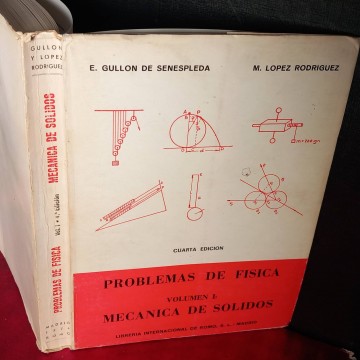 GULLON
Y LOPEZ
RODRIGUEZ
MECANICA DE SOLIDOS
PROBLEMAS DE FISICA
E. GULLON DE SENESPLEDA
M. LOPEZ RODRIGUEZ
CUARTA EDICION
PROBLEMAS DE FISICA
VOLUMEN I.
MECANICA DE SOLIDOS
LIBRERIA INTERNACIONAL DE ROMO, S. L. - MADRID